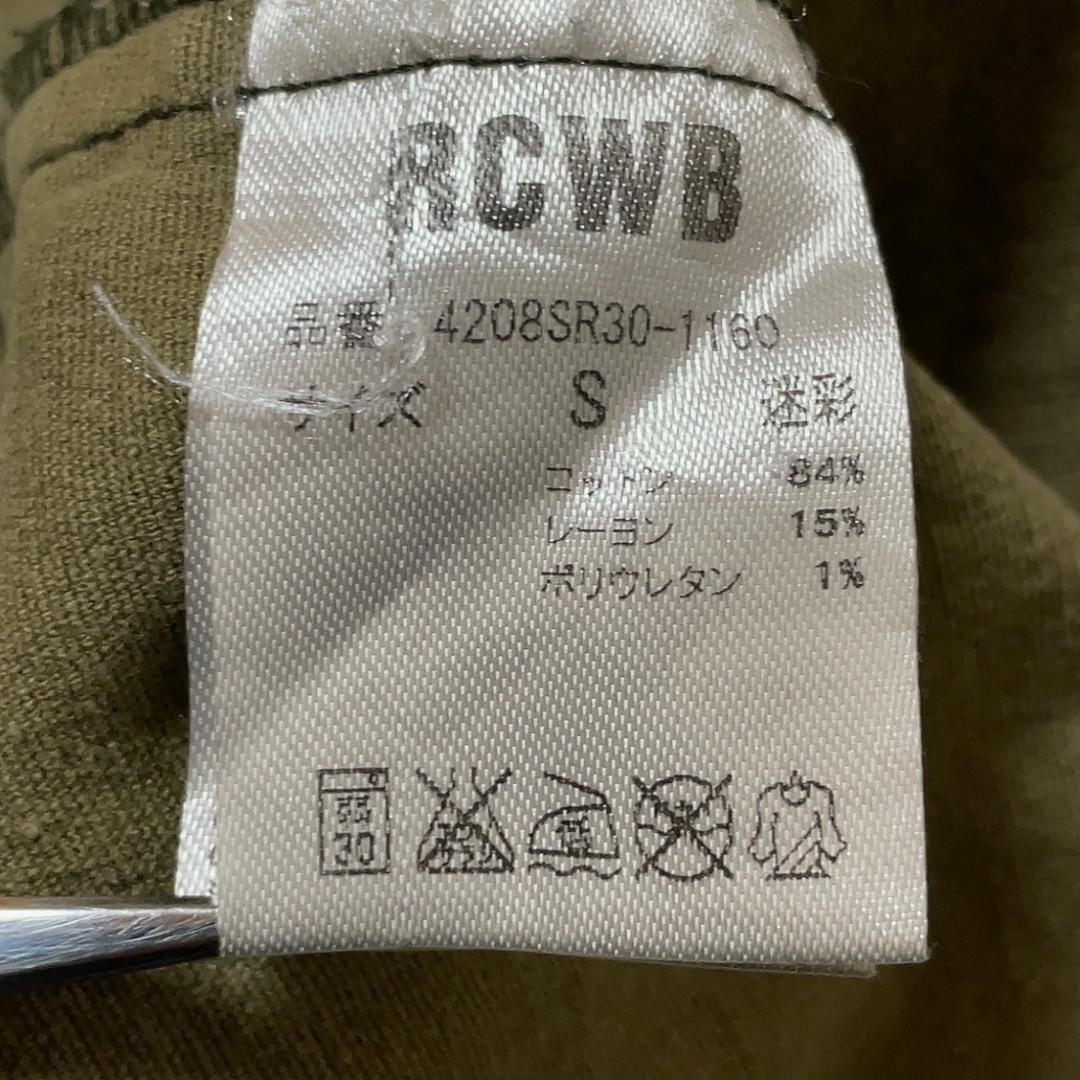 RCWB
品番 4208SR30-1160
サイズ S 迷彩
コットン 84%
レーヨン 15%
ポリウレタン 1%
弱
30